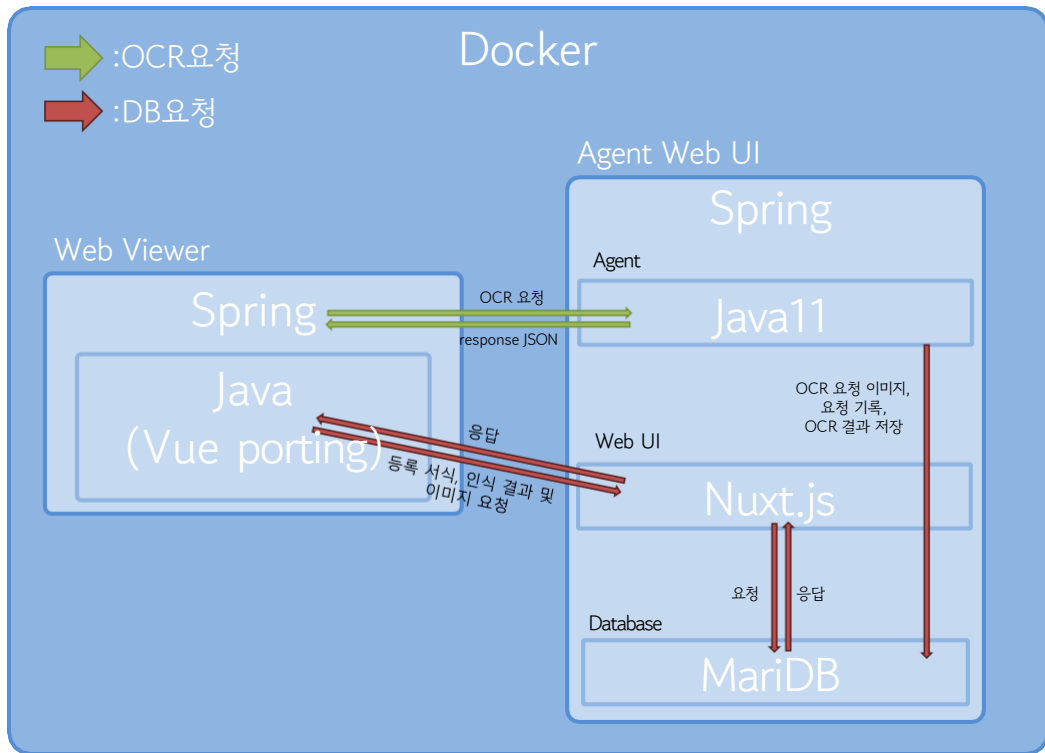 Docker
:OCR요청
:DB요청
Agent Web UI
Spring
Web Viewer
Agent
Spring
OCR 요청
Java11
response JSON
Java
(Vue porting)
OCR 요청 이미지,
요청 기록,
OCR 결과 저장
응답
Web UI
등록 서식, 인식 결과 및
이미지 요청
Nuxt.js
요청
응답
Database
MariDB